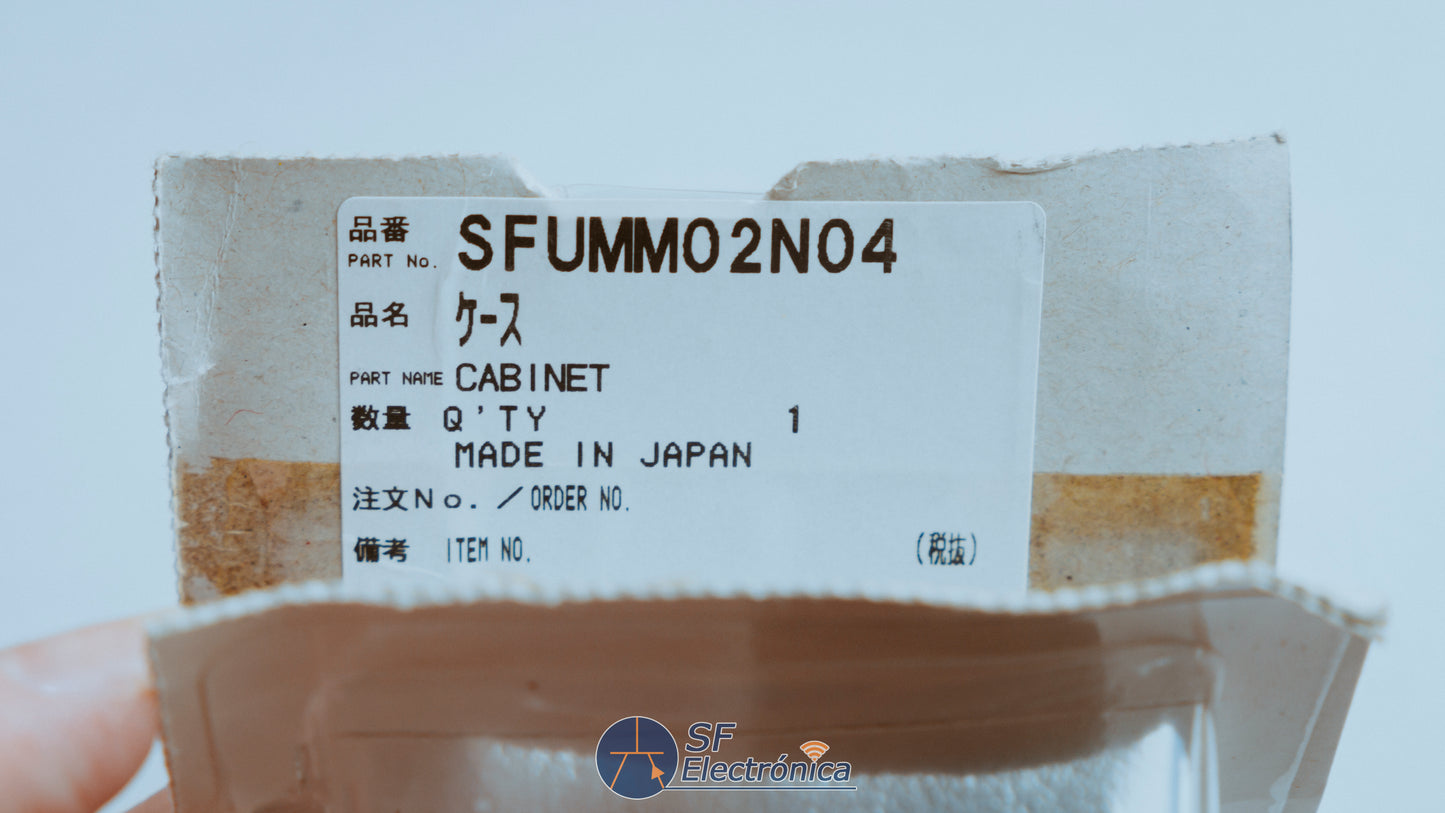 品番
PART No. SFUMM02N04
品名 ケース
PART NAME CABINET
数量 Q'TY 1
MADE IN JAPAN
注文No./ORDER NO.
備考 ITEM NO. (税抜)
SF
Electrónica